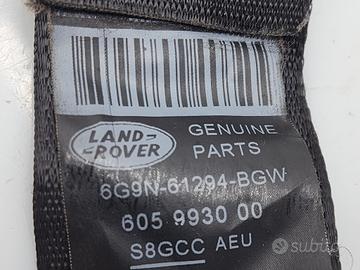 LAND-
-ROVER
GENUINE
PARTS
6G9N-61294-BGW
605 9930 00
S8GCC AEU
subito